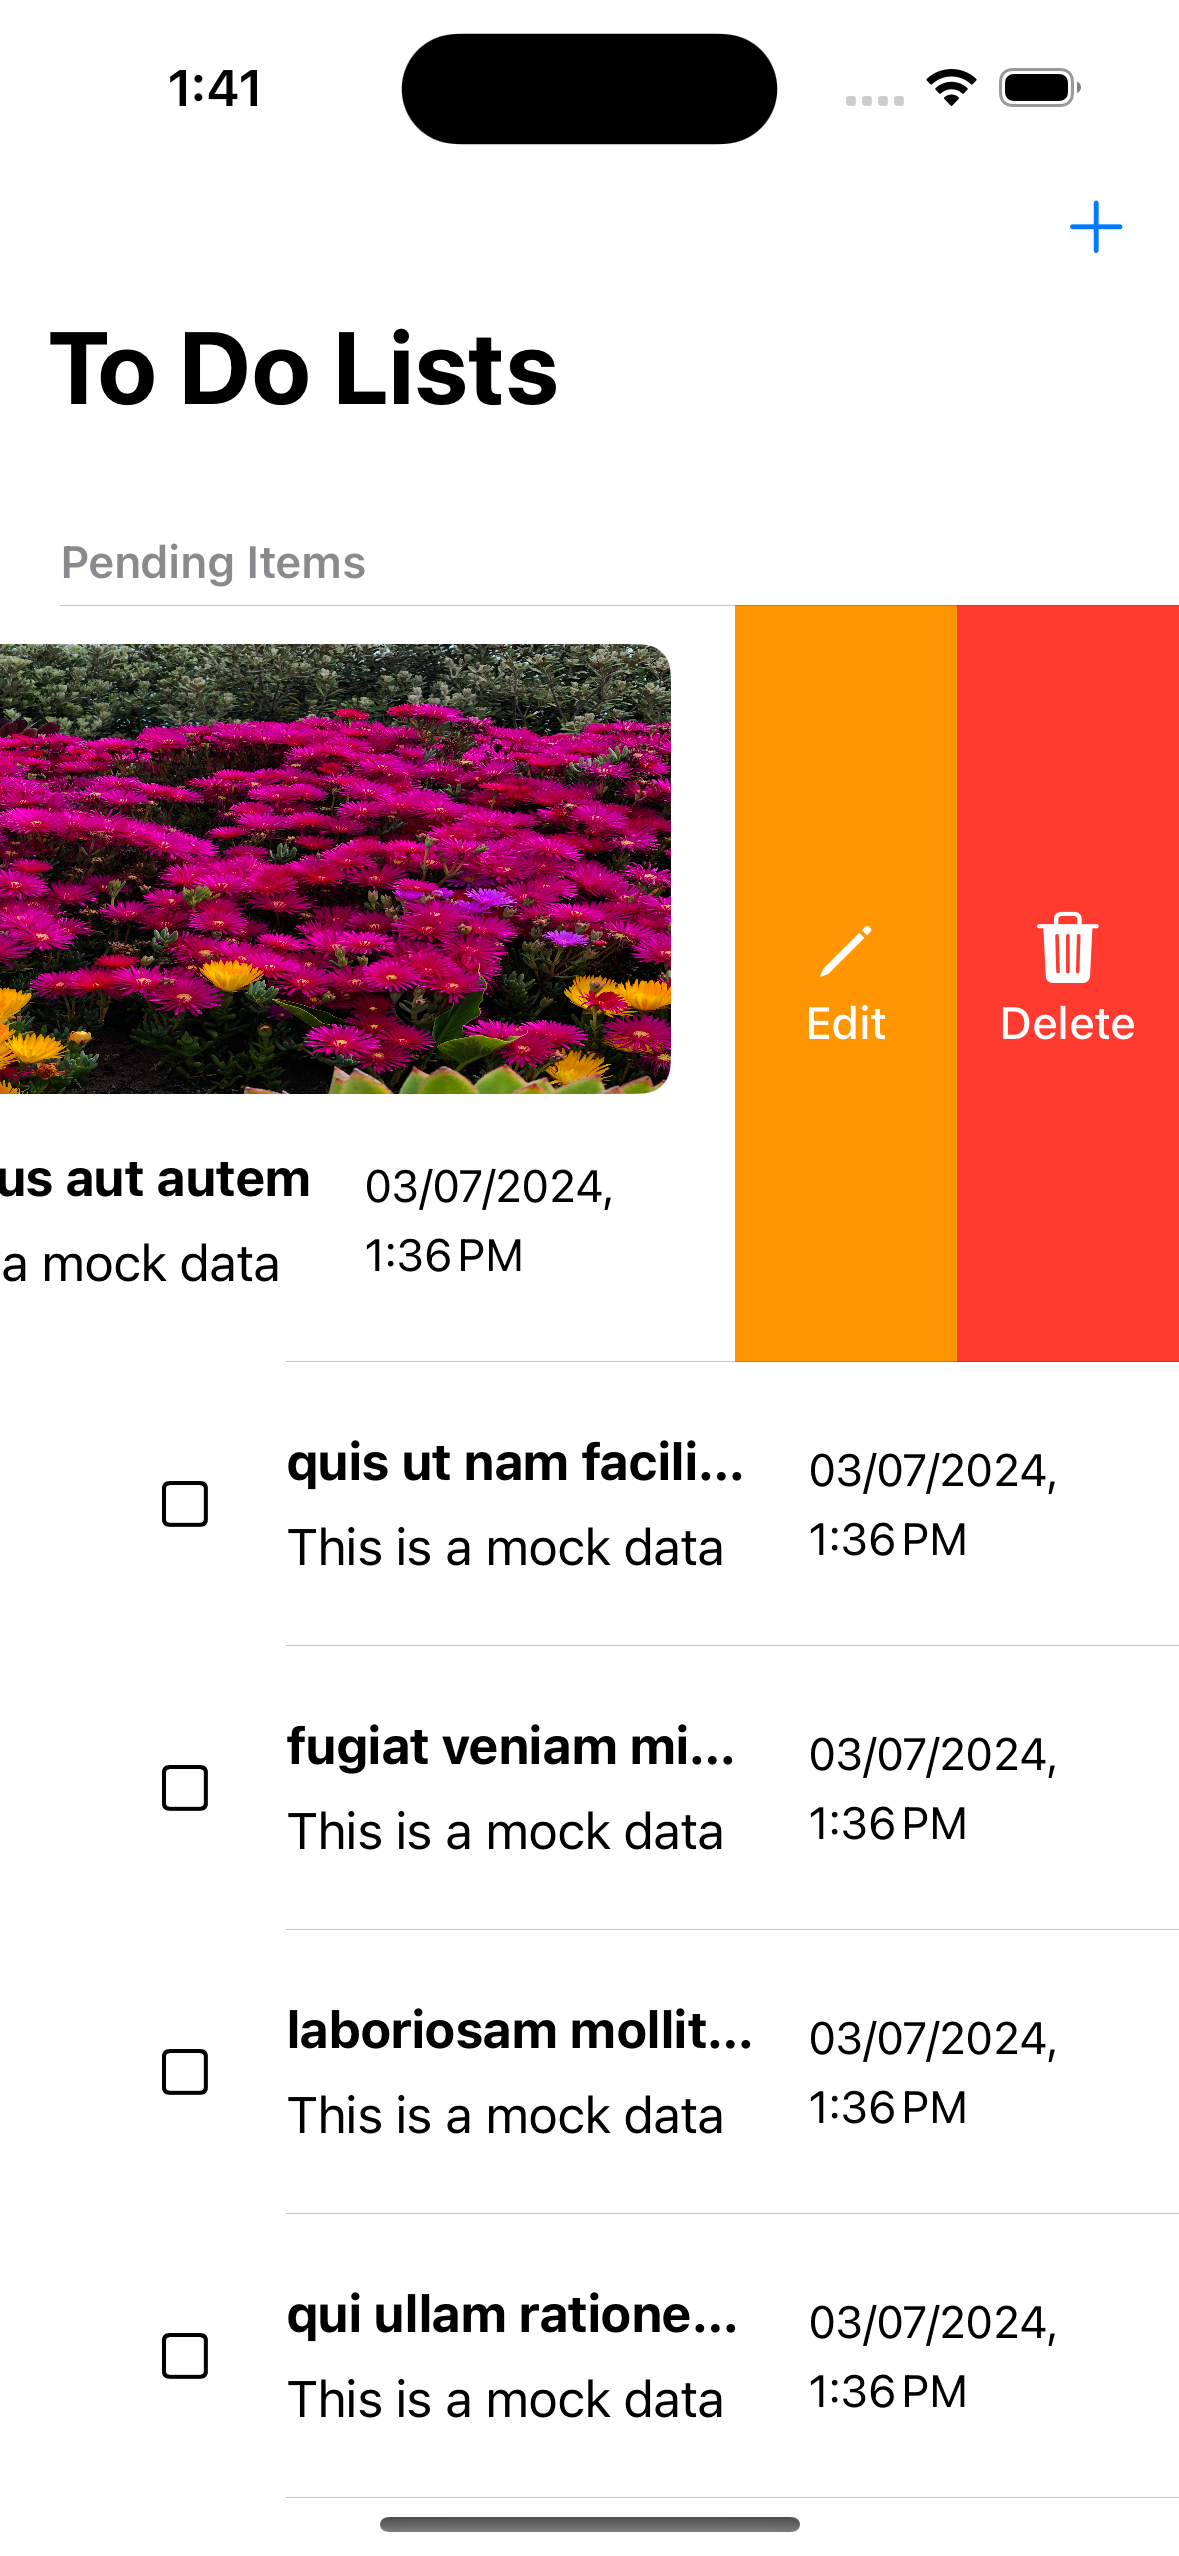 1:41
To Do Lists
Pending Items
Edit
Delete
us aut autem
03/07/2024,
a mock data
1:36 PM
quis ut nam facili...
03/07/2024,
This is a mock data
1:36 PM
fugiat veniam mi...
03/07/2024,
This is a mock data
1:36 PM
laboriosam mollit...
03/07/2024,
This is a mock data
1:36 PM
qui ullam ratione...
03/07/2024,
This is a mock data
1:36 PM